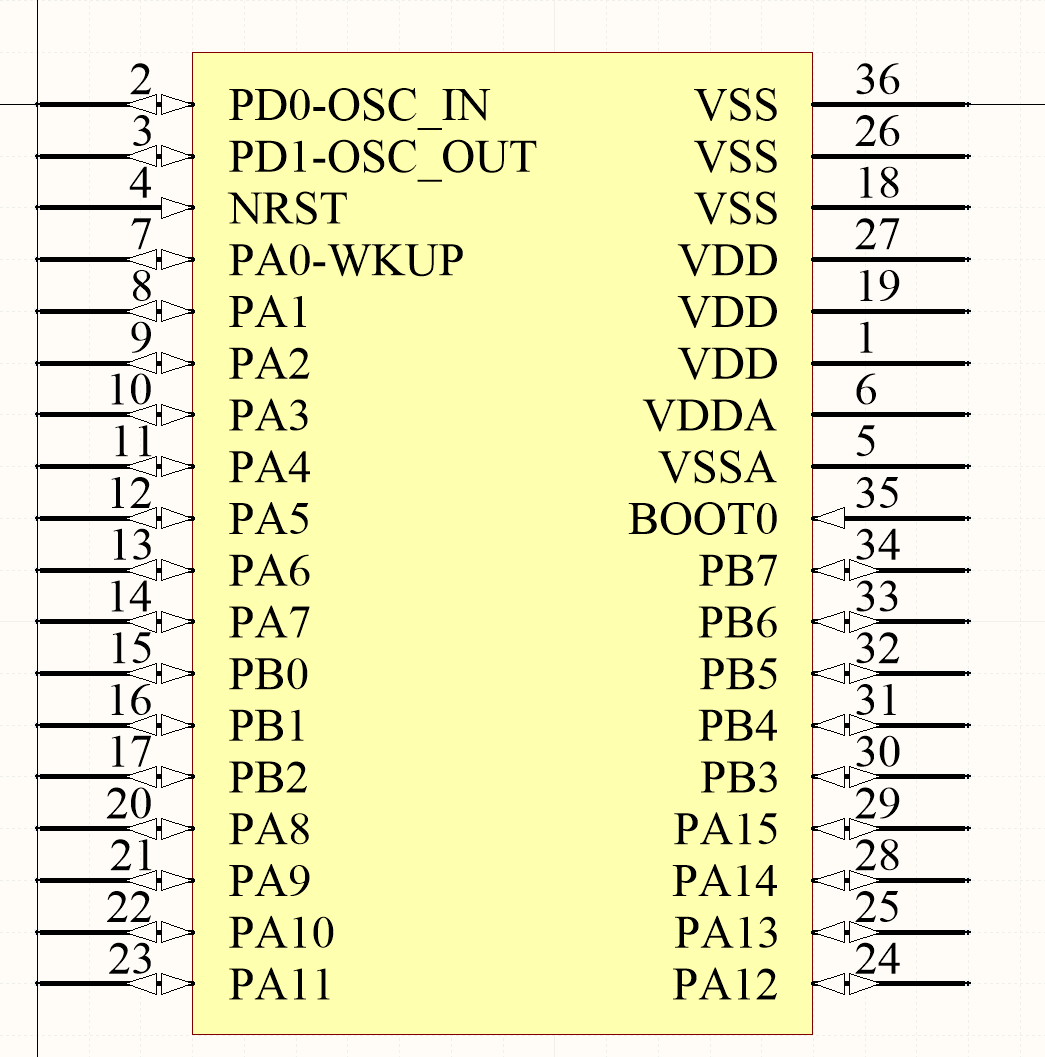 2 PD0-OSC_IN VSS 36
3 PD1-OSC_OUT VSS 26
4 NRST VSS 18
7 PA0-WKUP VDD 27
8 PA1 VDD 19
9 PA2 VDD 1
10 PA3 VDDA 6
11 PA4 VSSA 5
12 PA5 BOOT0 35
13 PA6 PB7 34
14 PA7 PB6 33
15 PB0 PB5 32
16 PB1 PB4 31
17 PB2 PB3 30
20 PA8 PA15 29
21 PA9 PA14 28
22 PA10 PA13 25
23 PA11 PA12 24